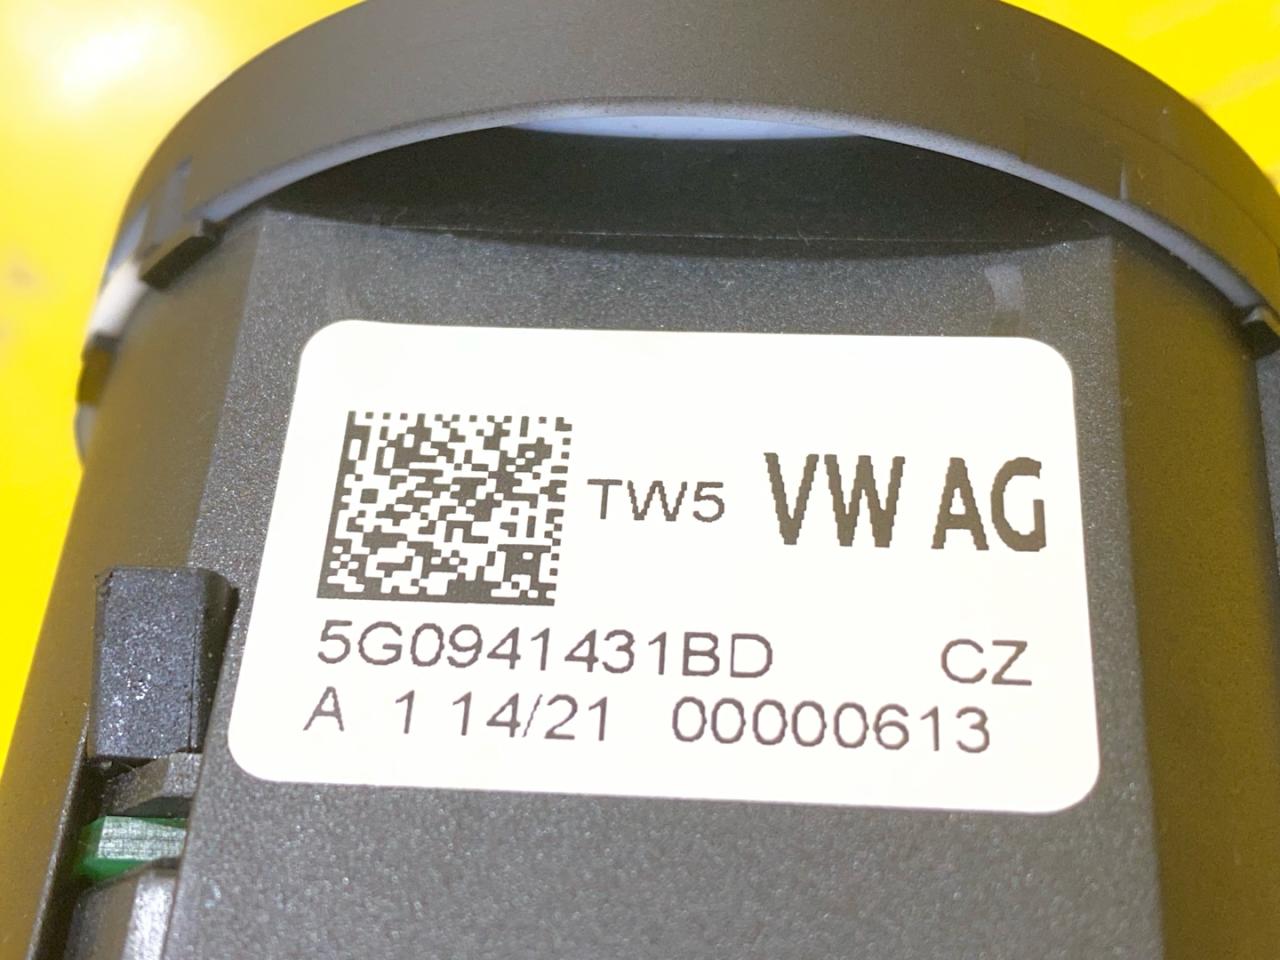 TW5 VW AG
5G0941431BD CZ
A 1 14/21 00000613